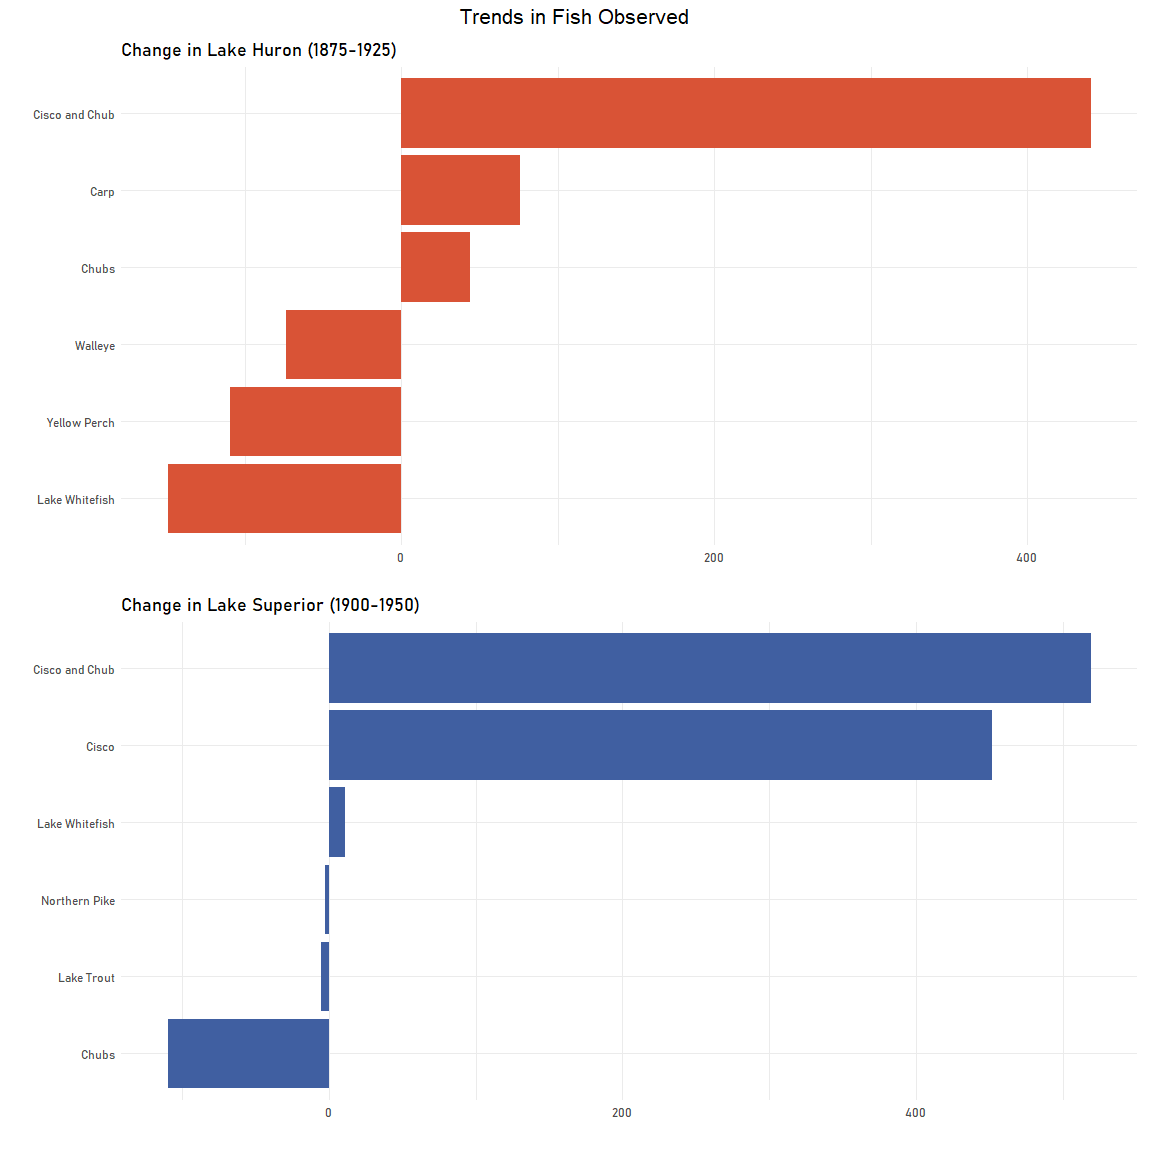 Trends in Fish Observed
Change in Lake Huron (1875-1925)
Cisco and Chub
Carp
Chubs
Walleye
Yellow Perch
Lake Whitefish
0 200 400
Change in Lake Superior (1900-1950)
Cisco and Chub
Cisco
Lake Whitefish
Northern Pike
Lake Trout
Chubs
0 200 400